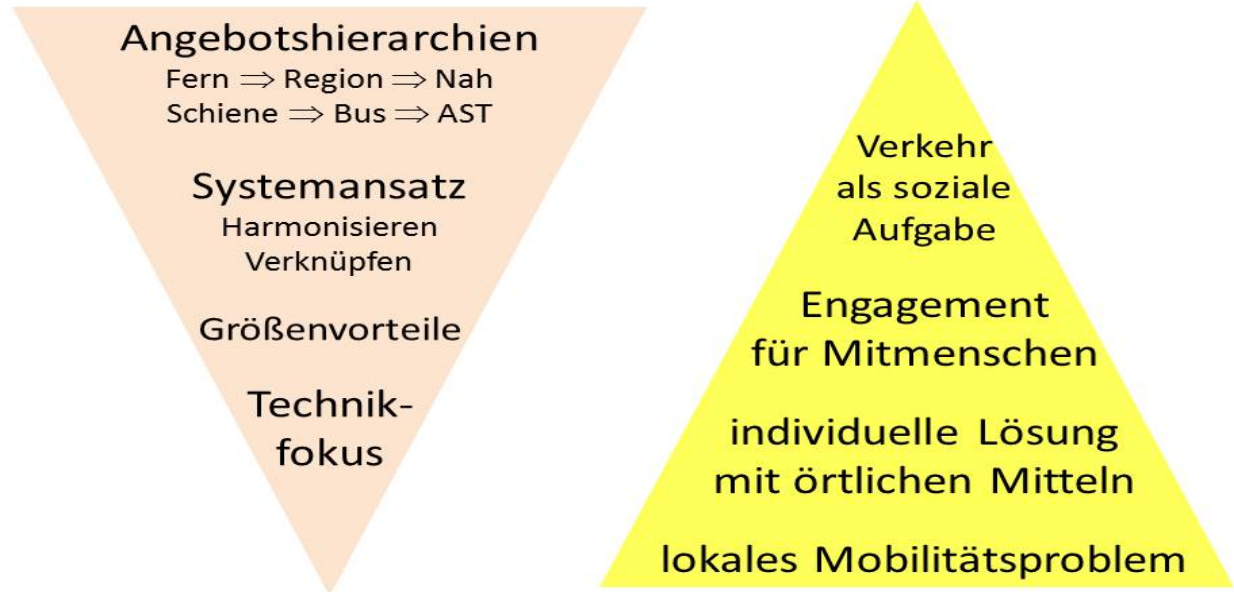 Angebotshierarchien
Fern ⇒ Region ⇒ Nah
Schiene ⇒ Bus ⇒ AST
Systemansatz
Harmonisieren
Verknüpfen
Größenvorteile
Technik-
fokus
Verkehr
als soziale
Aufgabe
Engagement
für Mitmenschen
individuelle Lösung
mit örtlichen Mitteln
lokales Mobilitätsproblem